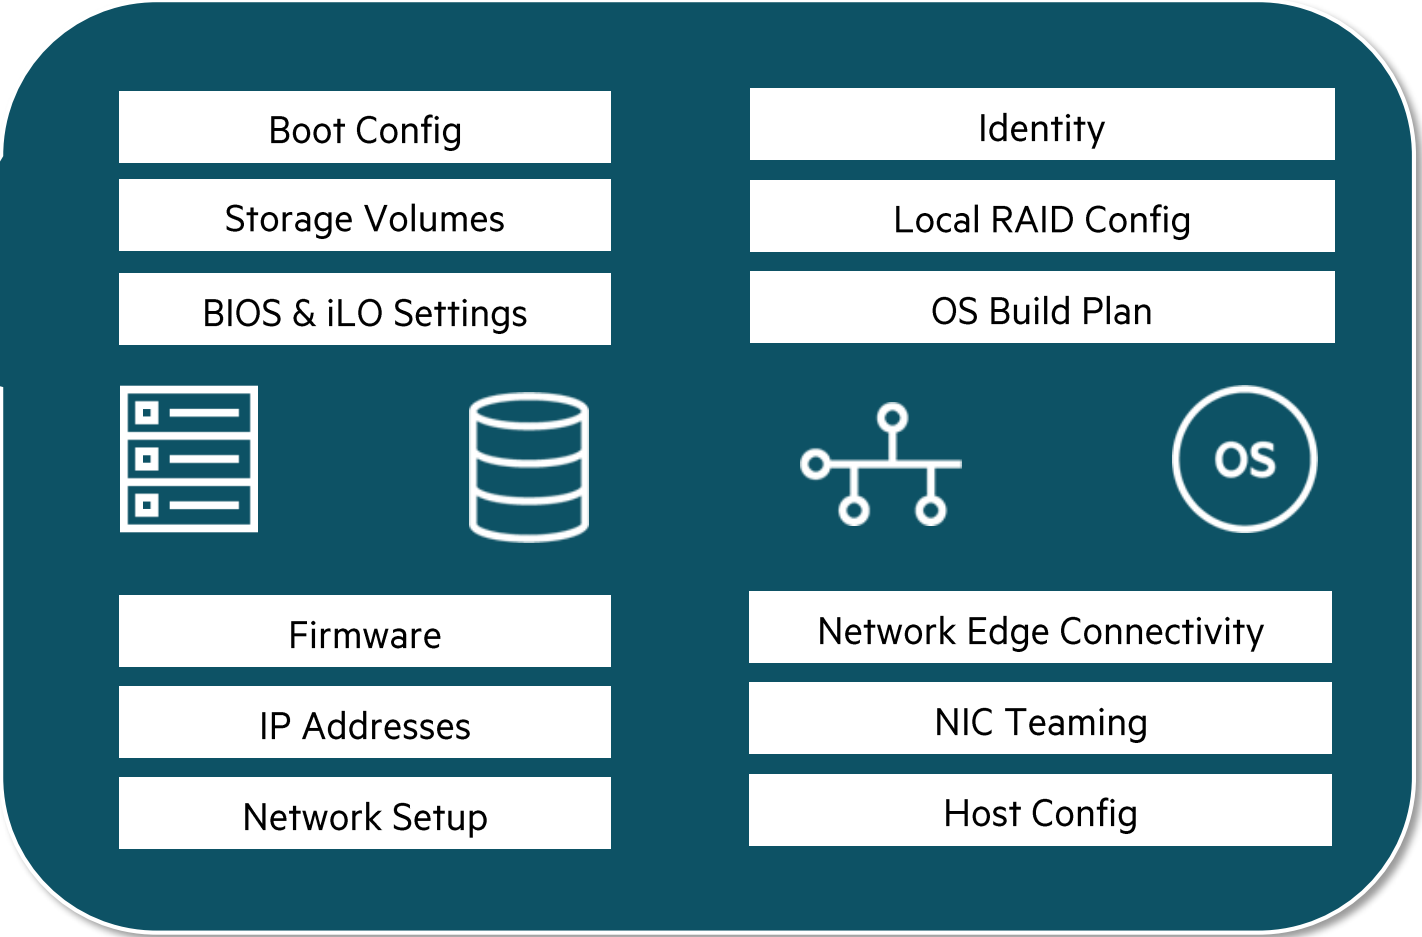 Boot Config
Storage Volumes
BIOS & iLO Settings
Identity
Local RAID Config
OS Build Plan
OS
Firmware
IP Addresses
Network Setup
Network Edge Connectivity
NIC Teaming
Host Config